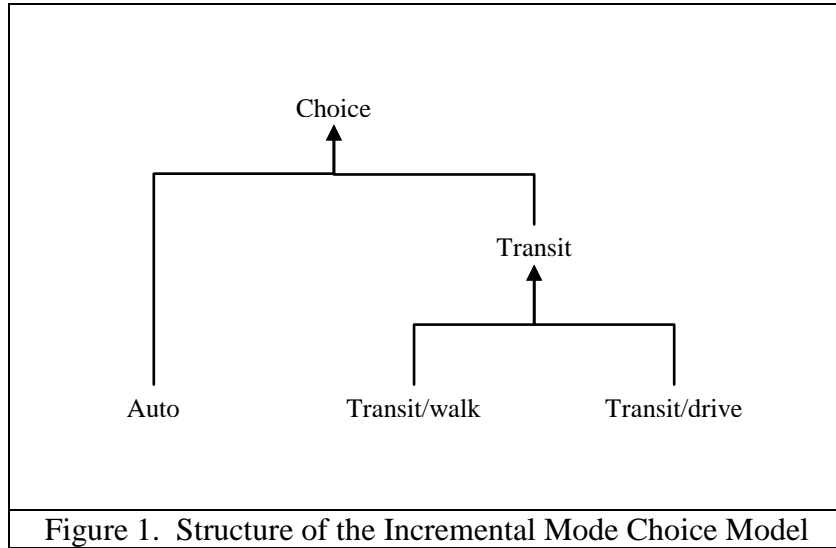 Choice
Transit
Auto Transit/walk Transit/drive
Figure 1. Structure of the Incremental Mode Choice Model